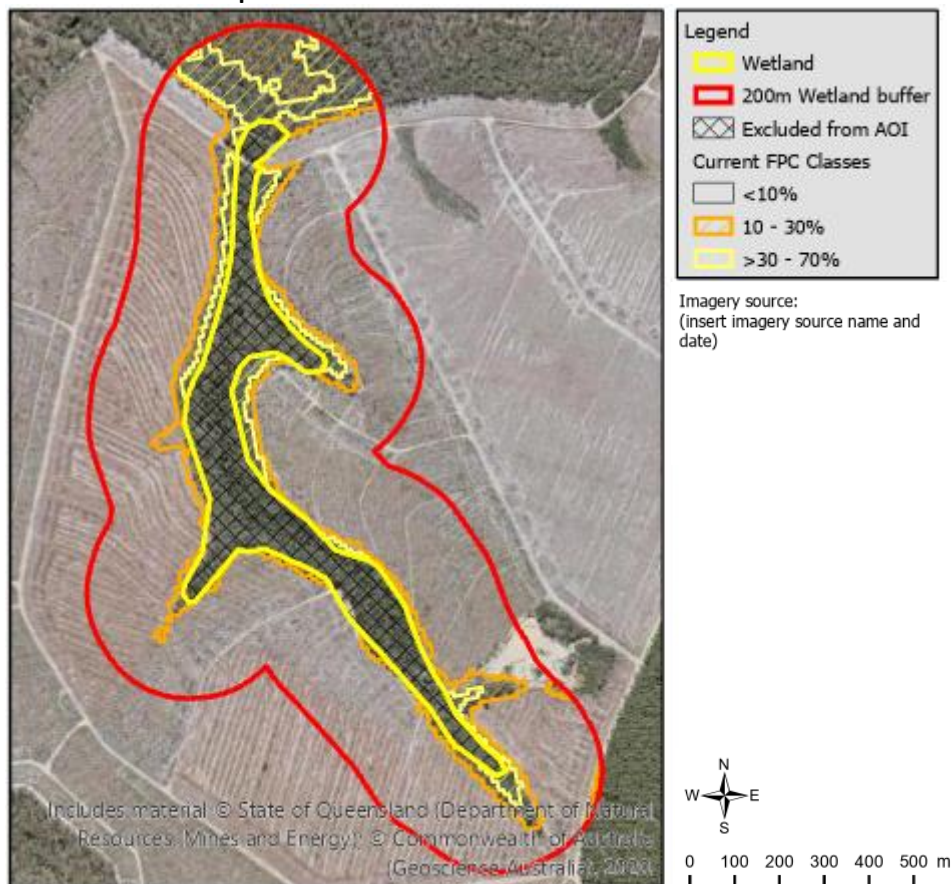 Legend
Wetland
200m Wetland buffer
Excluded from AOI
Current FPC Classes
<10%
10 - 30%
>30 - 70%
Imagery source:
(insert imagery source name and
date)
Includes material © State of Queensland (Department of Natural
Resources, Mines and Energy); © Commonwealth of Australia
(Geoscience Australia),
N
W E
S
0 100 200 300 400 500 m